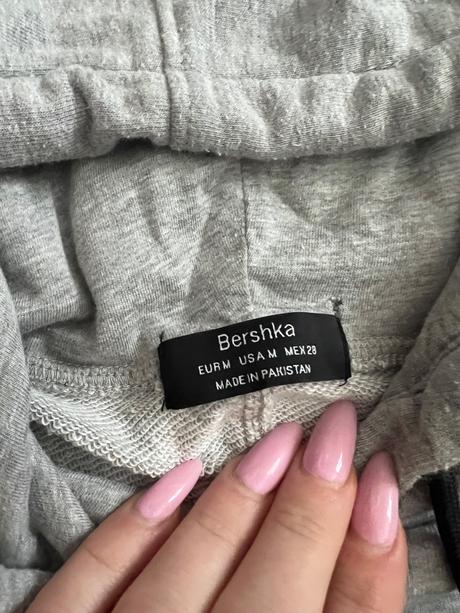 Bershka
EUR M USA M MEX 28
MADE IN PAKISTAN